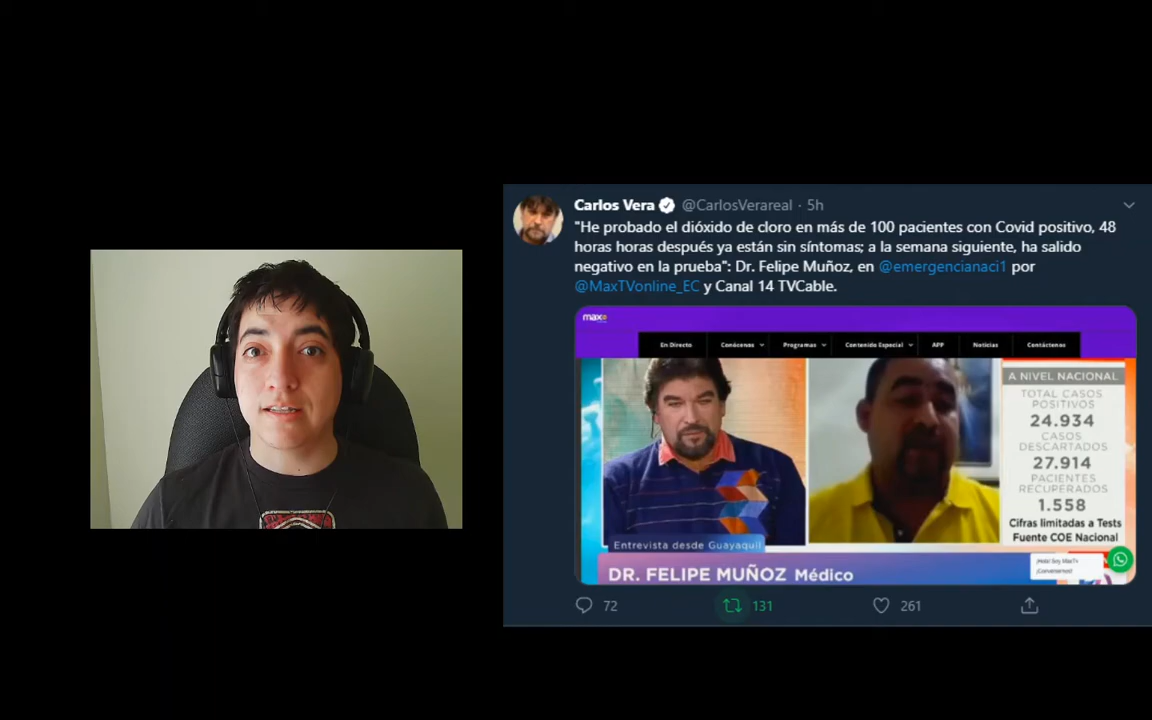 Carlos Vera @CarlosVerareal · 5h
"He probado el dióxido de cloro en más de 100 pacientes con Covid positivo, 48
horas horas después ya están sin síntomas; a la semana siguiente, ha salido
negativo en la prueba": Dr. Felipe Muñoz, en @emergencianaci1 por
@MaxTVonline_EC y Canal 14 TVCable.
max
En Directo Conócenos Programas Contenido Especial APP Noticias Contáctanos
A NIVEL NACIONAL
TOTAL CASOS
POSITIVOS
24.934
CASOS
DESCARTADOS
27.914
PACIENTES
RECUPERADOS
1.558
Cifras limitadas a Tests
Fuente COE Nacional
Entrevista desde Guayaquil
DR. FELIPE MUÑOZ Médico
72 131 261